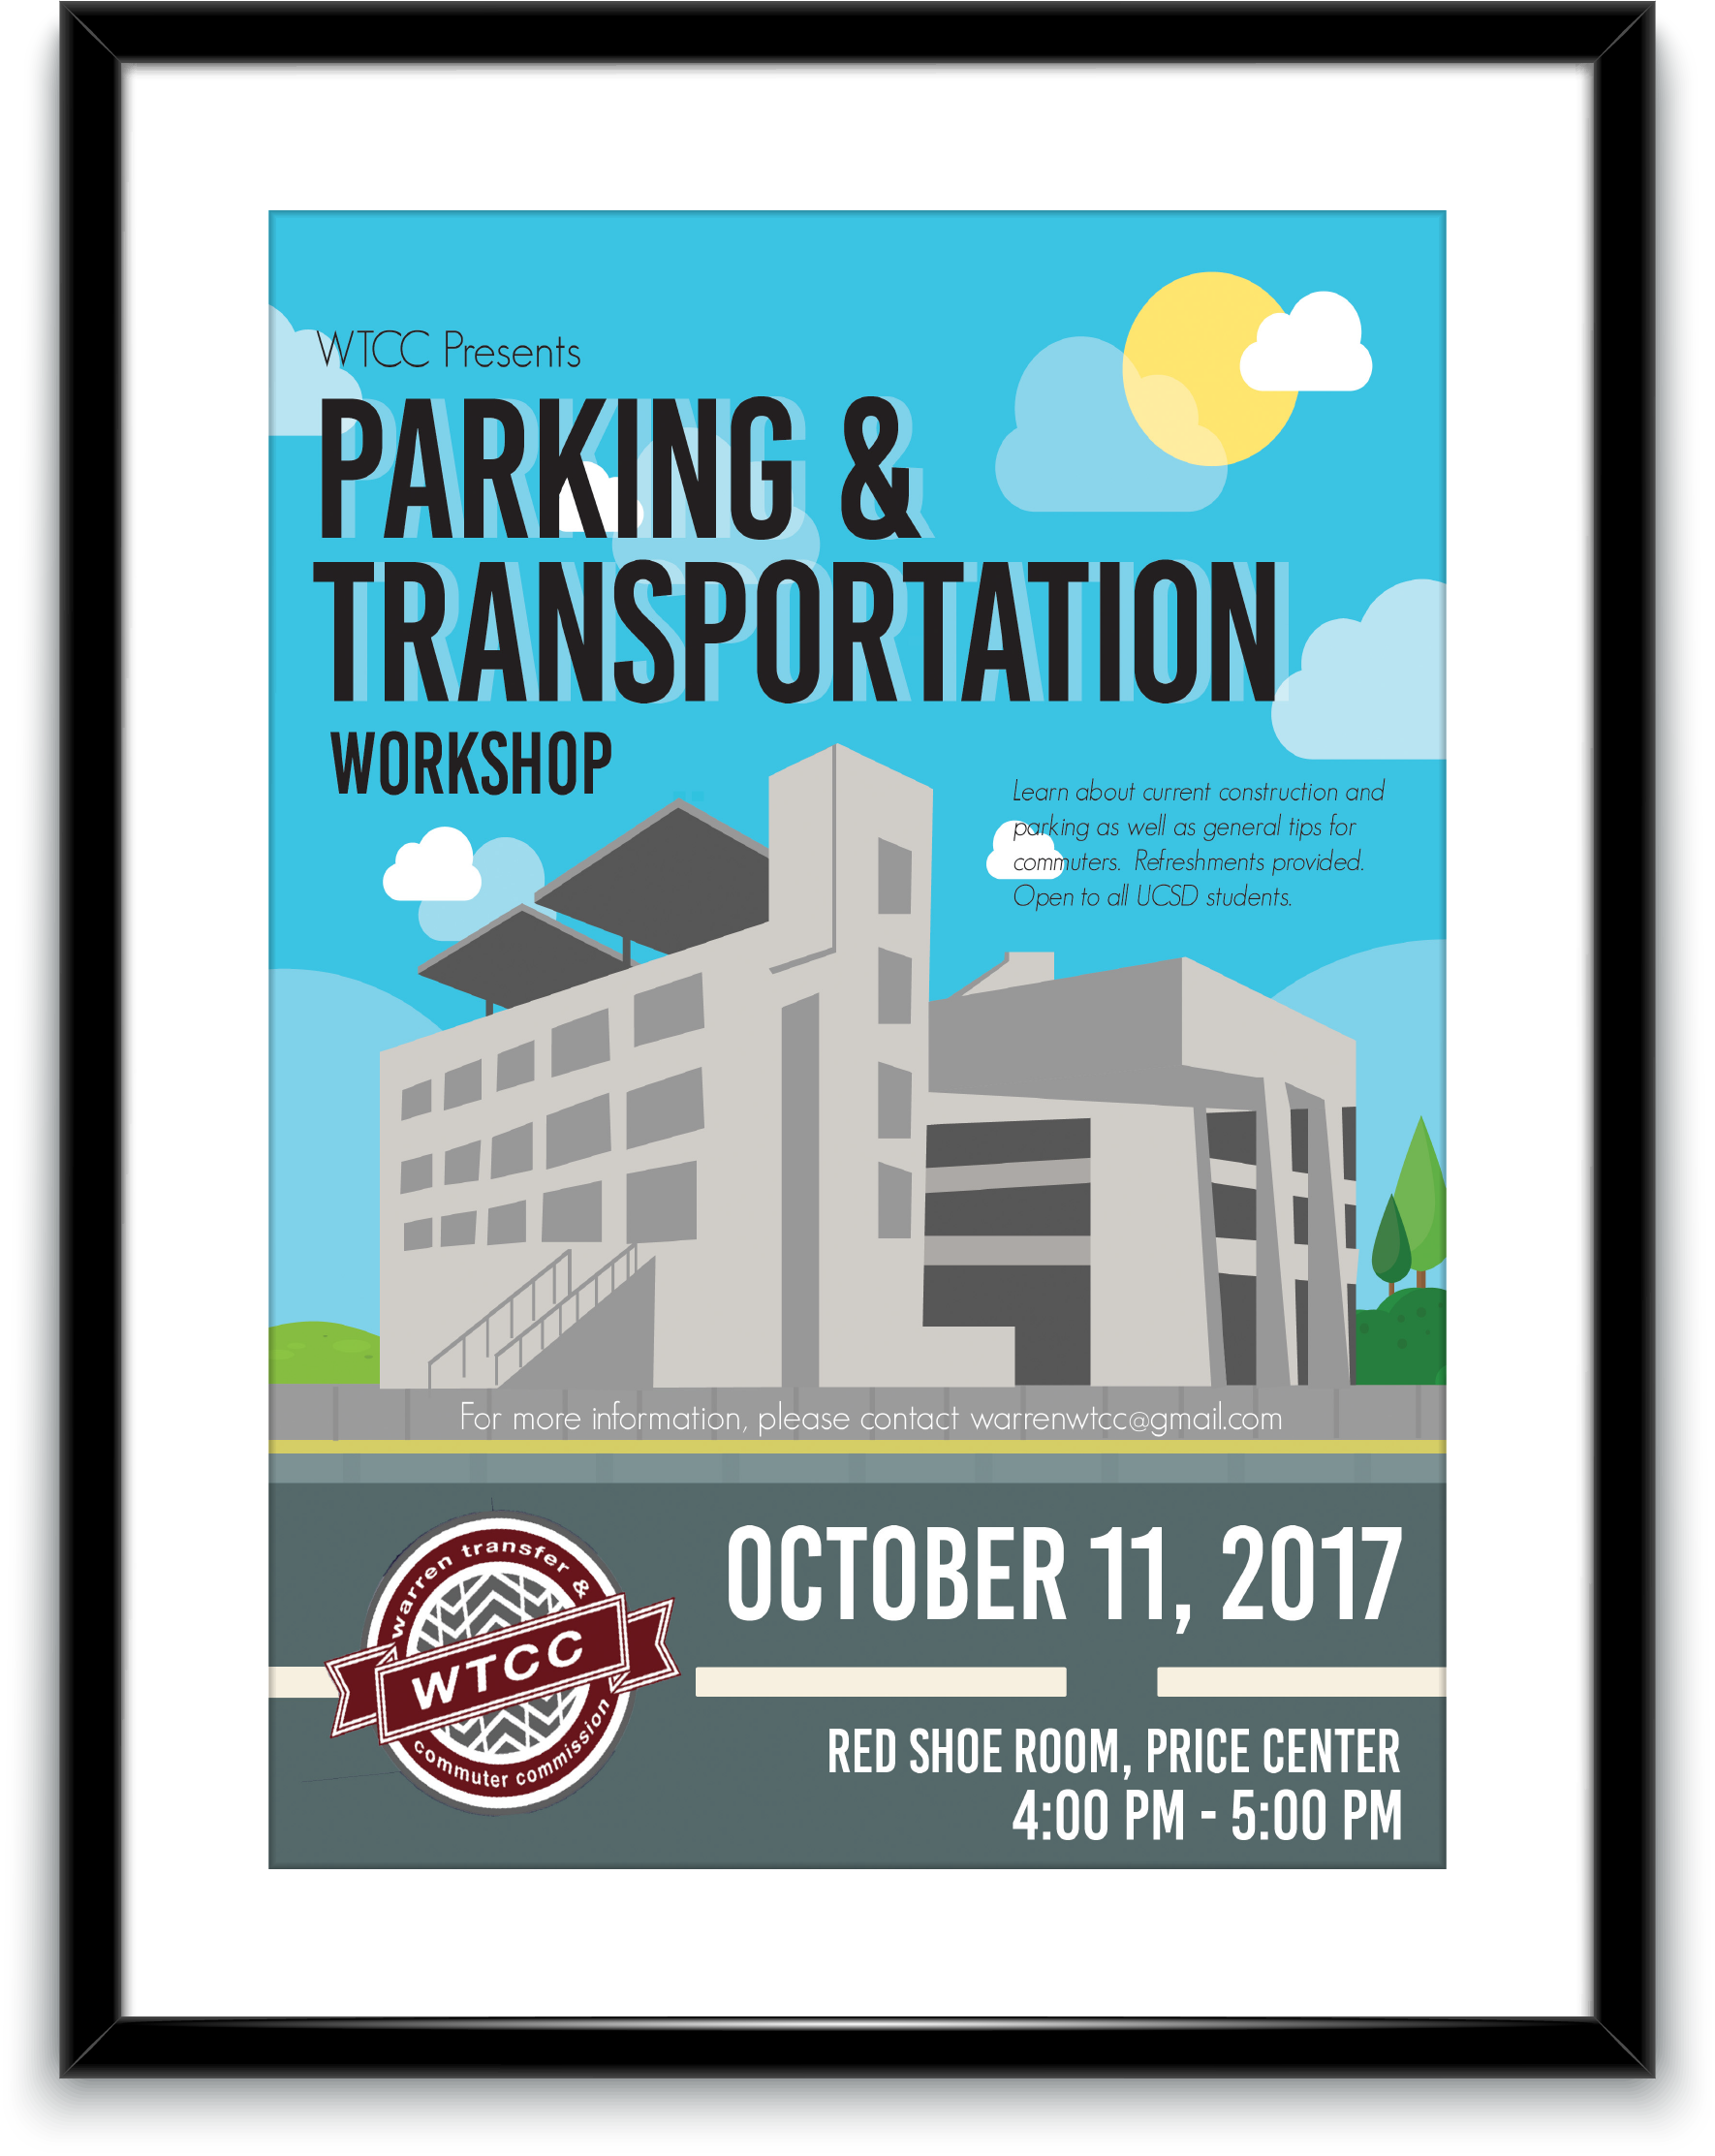 WTCC Presents
PARKING &
TRANSPORTATION
WORKSHOP
Learn about current construction and
parking as well as general tips for
commuters. Refreshments provided.
Open to all UCSD students.
For more information, please contact warrenwtcc@gmail.com
warren transfer &
WTCC
commuter commission
OCTOBER 11, 2017
RED SHOE ROOM, PRICE CENTER
4:00 PM - 5:00 PM